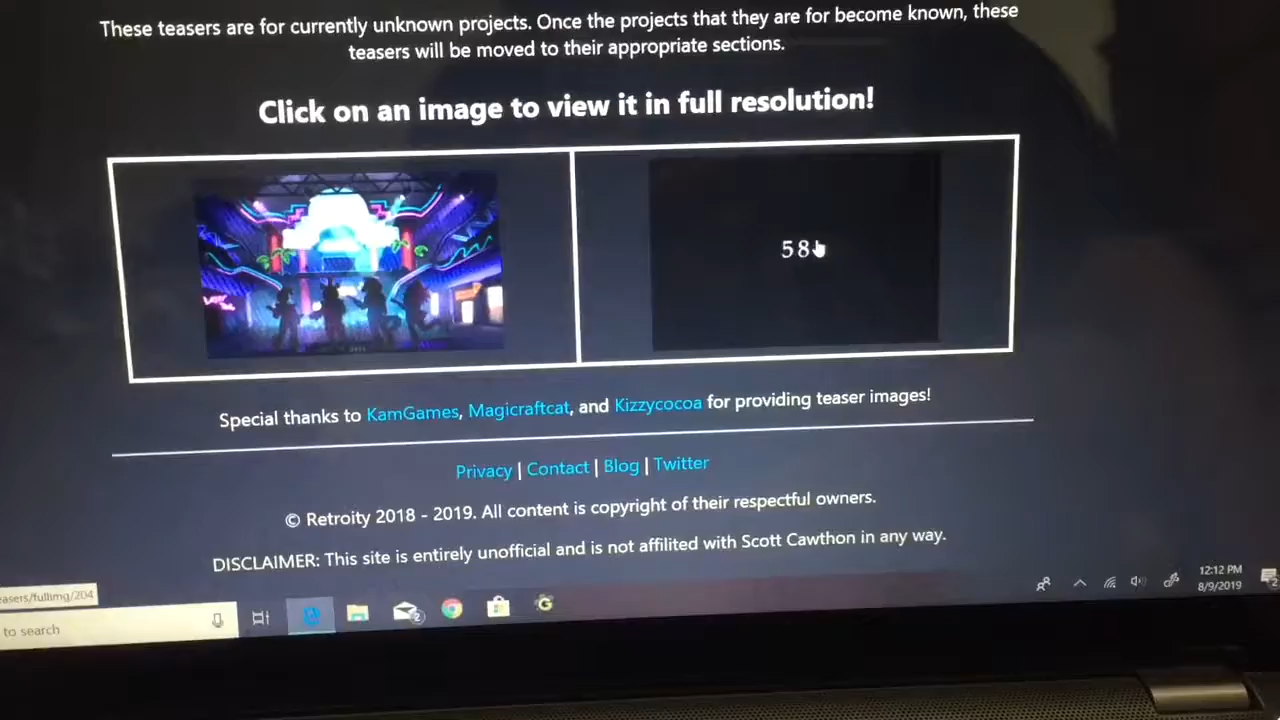 These teasers are for currently unknown projects. Once the projects that they are for become known, these
teasers will be moved to their appropriate sections.
Click on an image to view it in full resolution!
58
Special thanks to KamGames, Magicraftcat, and Kizzycocoa for providing teaser images!
Privacy | Contact | Blog | Twitter
© Retroity 2018 - 2019. All content is copyright of their respectful owners.
DISCLAIMER: This site is entirely unofficial and is not affilited with Scott Cawthon in any way.
easers/fullimg/204
to search
2
12:12 PM
8/9/2019
2